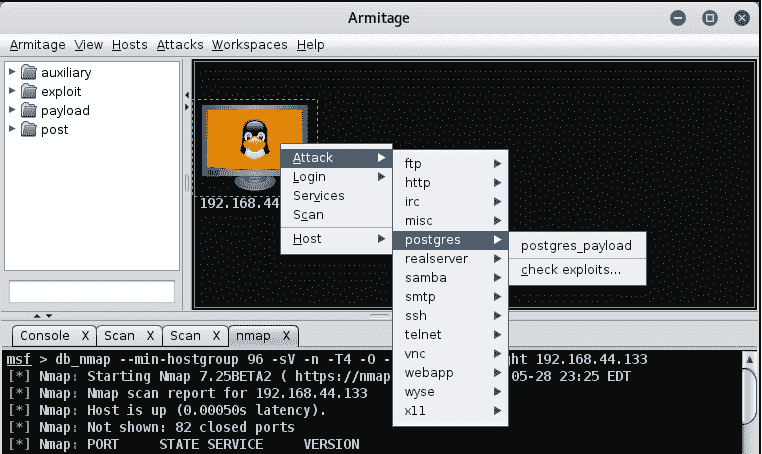 Armitage
Armitage View Hosts Attacks Workspaces Help
auxiliary
exploit
payload
post
192.168.44
Attack
Login
Services
Scan
Host
ftp
http
irc
misc
postgres
realserver
samba
smtp
ssh
telnet
vnc
webapp
wyse
x11
postgres_payload
check exploits...
Console X Scan X Scan X nmap X
msf > db_nmap --min-hostgroup 96 -sV -n -T4 -O - ght 192.168.44.133
[*] Nmap: Starting Nmap 7.25BETA2 ( https://nmap 05-28 23:25 EDT
[*] Nmap: Nmap scan report for 192.168.44.133
[*] Nmap: Host is up (0.00050s latency).
[*] Nmap: Not shown: 82 closed ports
[*] Nmap: PORT STATE SERVICE VERSION